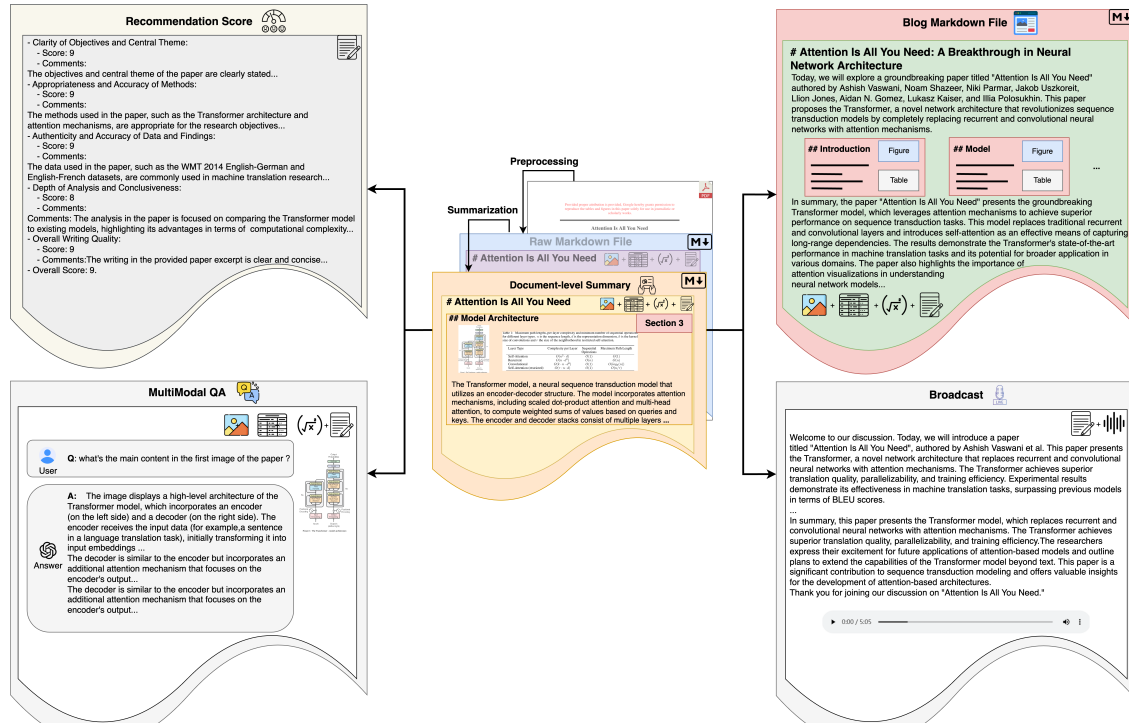 Recommendation Score
- Clarity of Objectives and Central Theme:
- Score: 9
- Comments:
The objectives and central theme of the paper are clearly stated...
- Appropriateness and Accuracy of Methods:
- Score: 9
- Comments:
The methods used in the paper, such as the Transformer architecture and
attention mechanisms, are appropriate for the research objectives...
- Authenticity and Accuracy of Data and Findings:
- Score: 9
- Comments:
The data used in the paper, such as the WMT 2014 English-German and
English-French datasets, are commonly used in machine translation research...
- Depth of Analysis and Conclusiveness:
- Score: 8
- Comments:
Comments: The analysis in the paper is focused on comparing the Transformer model
to existing models, highlighting its advantages in terms of computational complexity...
- Overall Writing Quality:
- Score: 9
- Comments:The writing in the provided paper excerpt is clear and concise...
- Overall Score: 9.
MultiModal QA
Q
A
(√x̅)+
User
Q: what's the main content in the first image of the paper ?
Answer
A: The image displays a high-level architecture of the
Transformer model, which incorporates an encoder
(on the left side) and a decoder (on the right side). The
encoder receives the input data (for example,a sentence
in a language translation task), initially transforming it into
input embeddings ...
The decoder is similar to the encoder but incorporates an
additional attention mechanism that focuses on the
encoder's output...
The decoder is similar to the encoder but incorporates an
additional attention mechanism that focuses on the
encoder's output...
Preprocessing
Summarization
PDF
Attention Is All You Need
Raw Markdown File
M
# Attention Is All You Need
+ + (√x̅) +
Document-level Summary
M
# Attention Is All You Need
+ + (√x̅) +
## Model Architecture
Section 3
Layer Type Complexity per Layer Sequential Maximum Path Length
Operations
The Transformer model, a neural sequence transduction model that
utilizes an encoder-decoder structure. The model incorporates attention
mechanisms, including scaled dot-product attention and multi-head
attention, to compute weighted sums of values based on queries and
keys. The encoder and decoder stacks consist of multiple layers ...
Blog Markdown File
M
# Attention Is All You Need: A Breakthrough in Neural
Network Architecture
Today, we will explore a groundbreaking paper titled "Attention Is All You Need"
authored by Ashish Vaswani, Noam Shazeer, Niki Parmar, Jakob Uszkoreit,
Llion Jones, Aidan N. Gomez, Lukasz Kaiser, and Illia Polosukhin. This paper
proposes the Transformer, a novel network architecture that revolutionizes sequence
transduction models by completely replacing recurrent and convolutional neural
networks with attention mechanisms.
## Introduction
Figure
Table
## Model
Figure
Table
...
In summary, the paper "Attention Is All You Need" presents the groundbreaking
Transformer model, which leverages attention mechanisms to achieve superior
performance on sequence transduction tasks. This model replaces traditional recurrent
and convolutional layers and introduces self-attention as an effective means of capturing
long-range dependencies. The results demonstrate the Transformer's state-of-the-art
performance in machine translation tasks and its potential for broader application in
various domains. The paper also highlights the importance of
attention visualizations in understanding
neural network models...
+ + (√x̅) +
Broadcast
LIVE
+
Welcome to our discussion. Today, we will introduce a paper
titled "Attention Is All You Need", authored by Ashish Vaswani et al. This paper presents
the Transformer, a novel network architecture that replaces recurrent and convolutional
neural networks with attention mechanisms. The Transformer achieves superior
translation quality, parallelizability, and training efficiency. Experimental results
demonstrate its effectiveness in machine translation tasks, surpassing previous models
in terms of BLEU scores.
...
In summary, this paper presents the Transformer model, which replaces recurrent and
convolutional neural networks with attention mechanisms. The Transformer achieves
superior translation quality, parallelizability, and training efficiency.The researchers
express their excitement for future applications of attention-based models and outline
plans to extend the capabilities of the Transformer model beyond text. This paper is a
significant contribution to sequence transduction modeling and offers valuable insights
for the development of attention-based architectures.
Thank you for joining our discussion on "Attention Is All You Need."
0:00 / 5:05